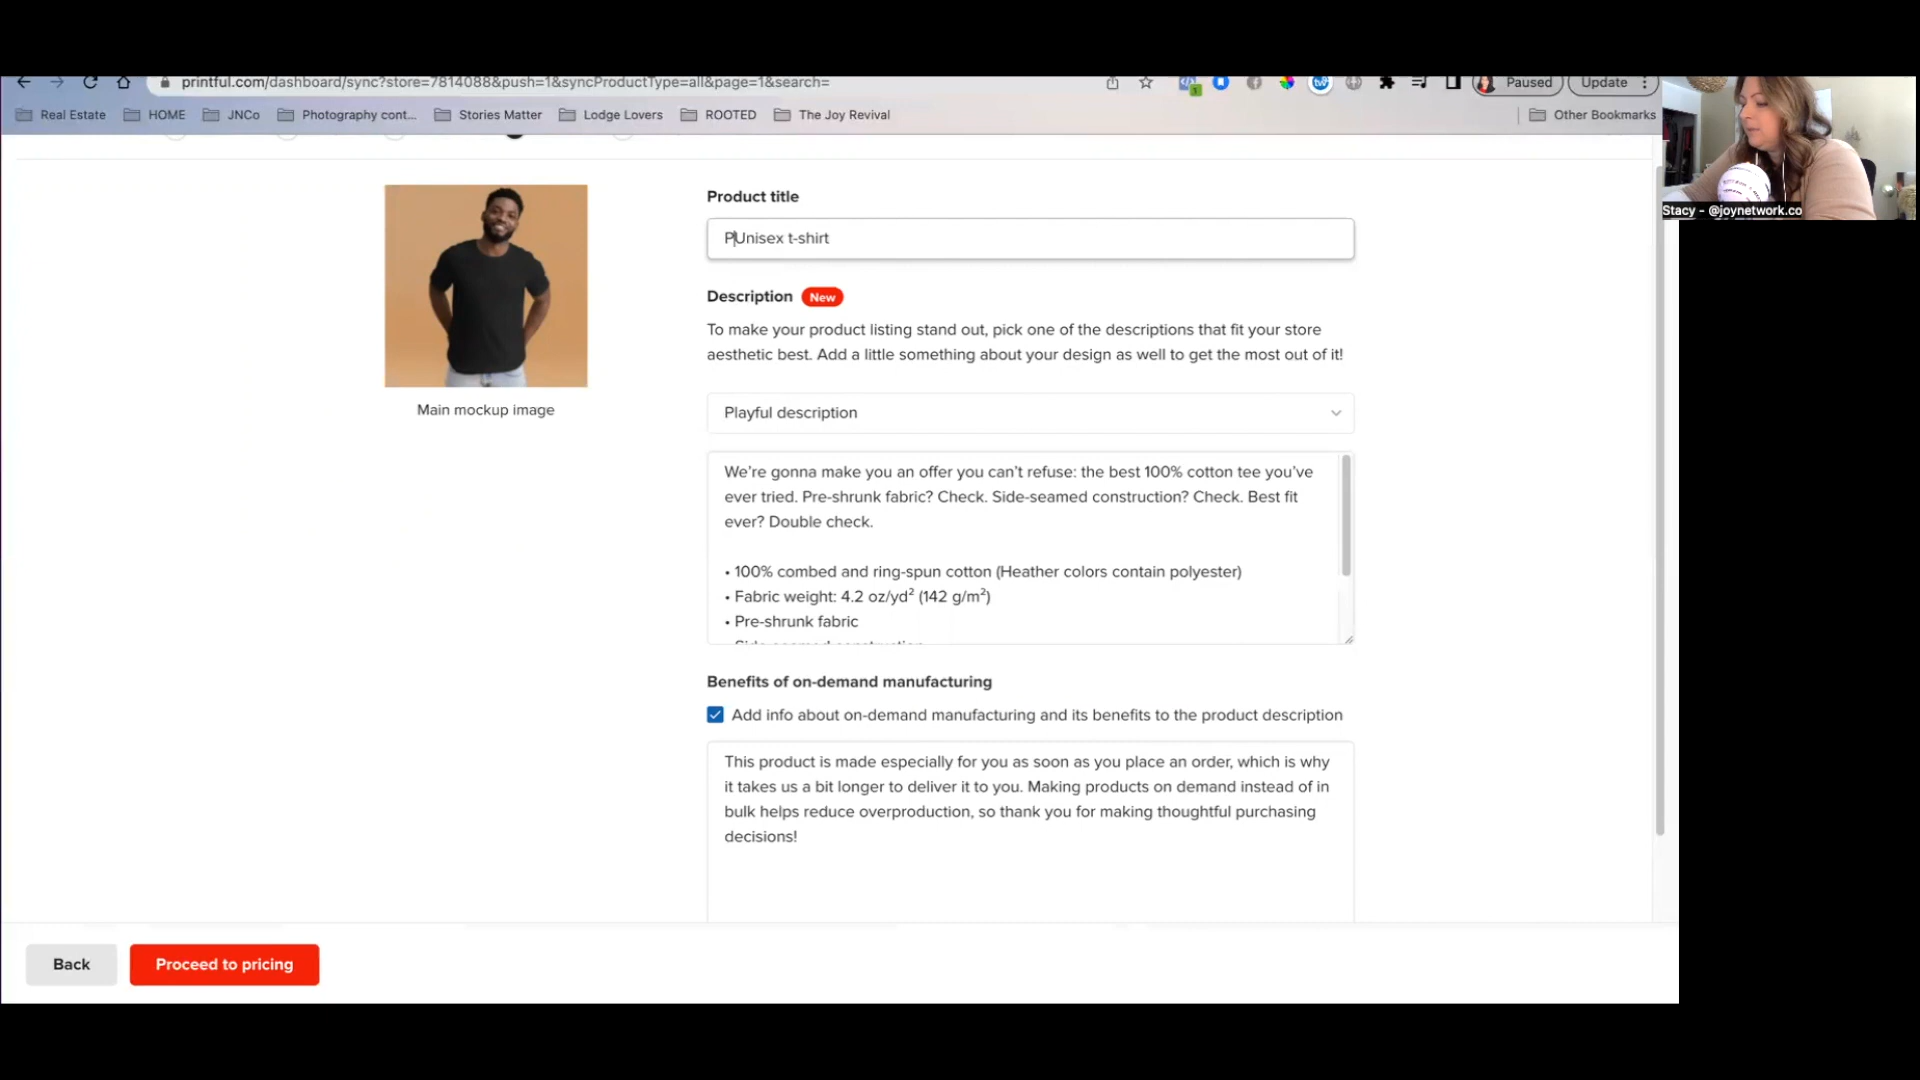 printful.com/dashboard/sync?store=7814088&push=1&syncProductType=all&page=1&search=
Paused
Update
Real Estate
HOME
JNCo
Photography cont...
Stories Matter
Lodge Lovers
ROOTED
The Joy Revival
Other Bookmarks
Stacy - @joynetwork.co
Product title
PUnisex t-shirt
Description New
To make your product listing stand out, pick one of the descriptions that fit your store
aesthetic best. Add a little something about your design as well to get the most out of it!
Main mockup image
Playful description
We're gonna make you an offer you can't refuse: the best 100% cotton tee you've
ever tried. Pre-shrunk fabric? Check. Side-seamed construction? Check. Best fit
ever? Double check.
• 100% combed and ring-spun cotton (Heather colors contain polyester)
• Fabric weight: 4.2 oz/yd² (142 g/m²)
• Pre-shrunk fabric
• Side-seamed construction
Benefits of on-demand manufacturing
Add info about on-demand manufacturing and its benefits to the product description
This product is made especially for you as soon as you place an order, which is why
it takes us a bit longer to deliver it to you. Making products on demand instead of in
bulk helps reduce overproduction, so thank you for making thoughtful purchasing
decisions!
Back
Proceed to pricing